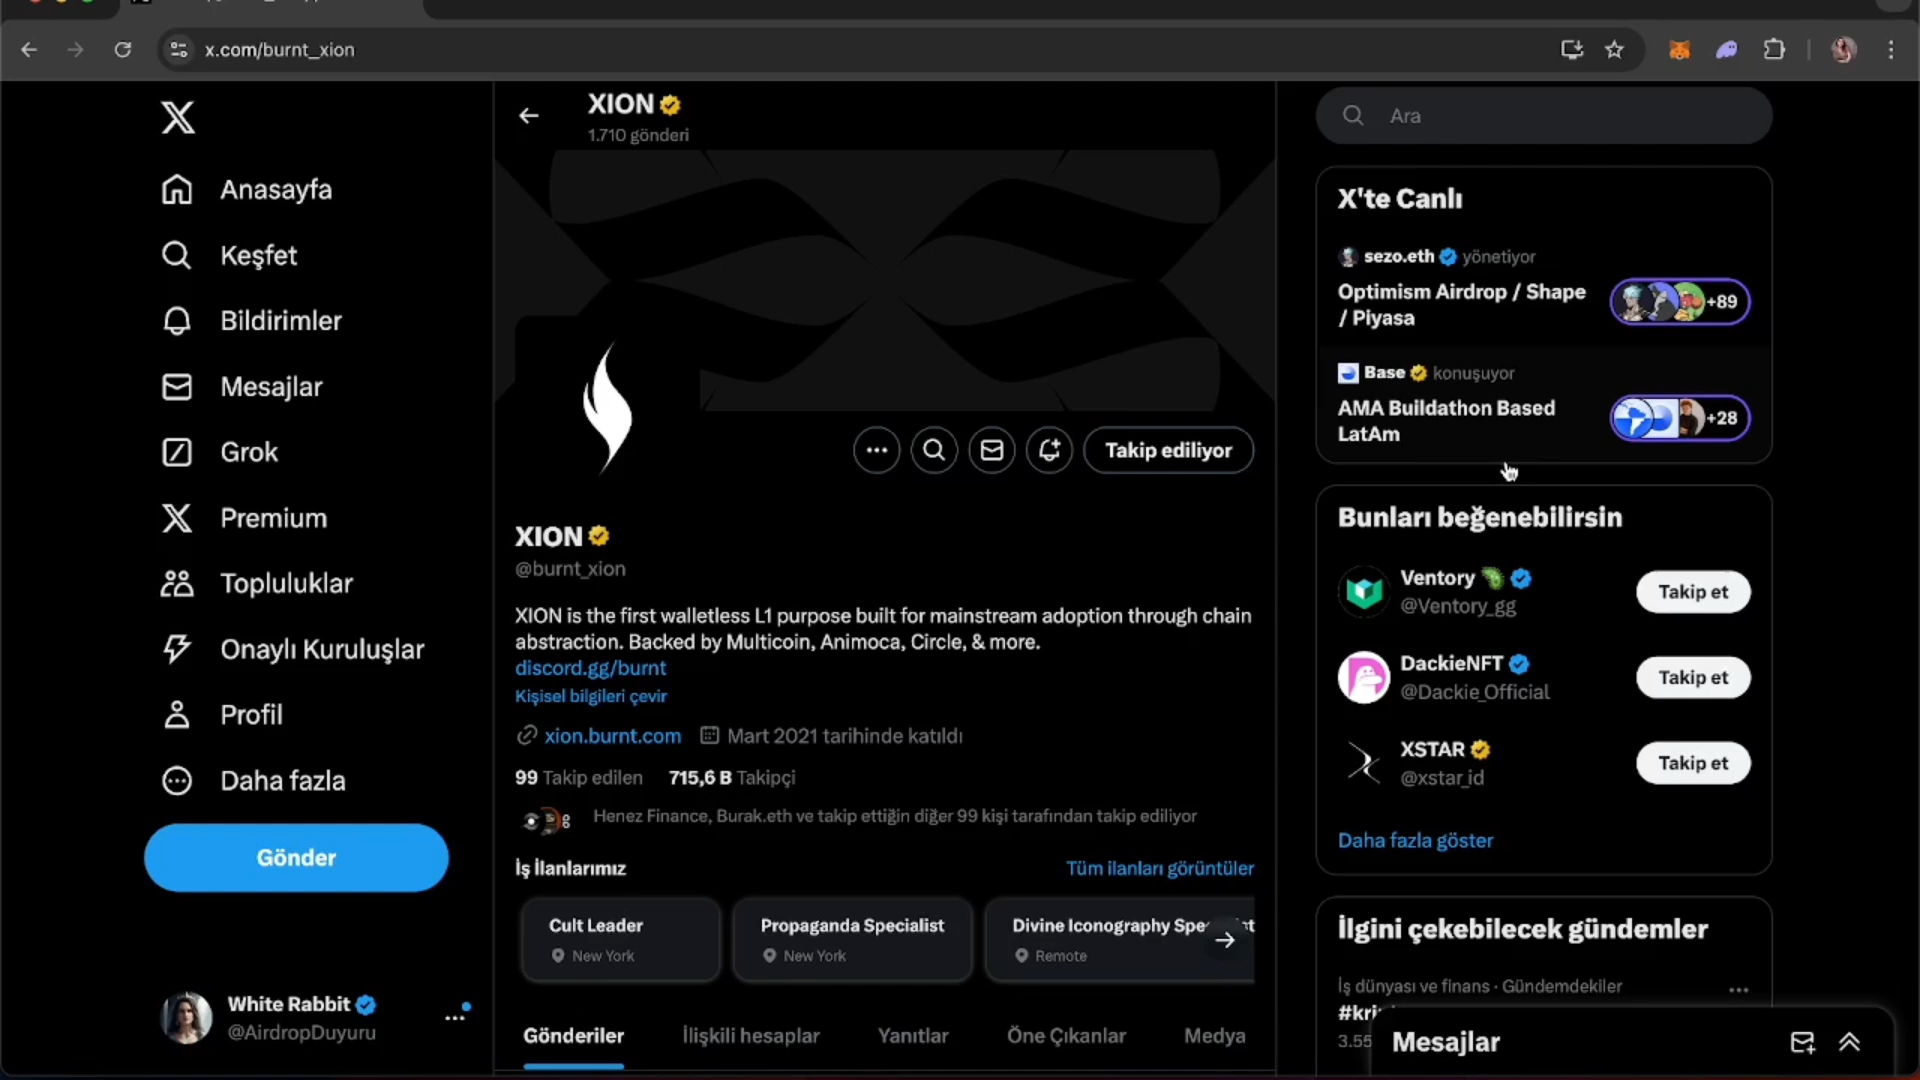 x.com/burnt_xion
XION
1.710 gönderi
Anasayfa
Keşfet
Bildirimler
Mesajlar
Grok
Premium
Topluluklar
Onaylı Kuruluşlar
Profil
Daha fazla
Gönder
White Rabbit
@AirdropDuyuru
Takip ediliyor
XION
@burnt_xion
XION is the first walletless L1 purpose built for mainstream adoption through chain
abstraction. Backed by Multicoin, Animoca, Circle, & more.
discord.gg/burnt
Kişisel bilgileri çevir
xion.burnt.com Mart 2021 tarihinde katıldı
99 Takip edilen 715,6 B Takipçi
Henez Finance, Burak.eth ve takip ettiğin diğer 99 kişi tarafından takip ediliyor
İş İlanlarımız Tüm ilanları görüntüler
Cult Leader
New York
Propaganda Specialist
New York
Divine Iconography
Remote
Gönderiler İlişkili hesaplar Yanıtlar Öne Çıkanlar Medya
Ara
X'te Canlı
sezo.eth yönetiyor
Optimism Airdrop / Shape
/ Piyasa
+89
Base konuşuyor
AMA Buildathon Based
LatAm
+28
Bunları beğenebilirsin
Ventory
@Ventory_gg
Takip et
DackieNFT
@Dackie_Official
Takip et
XSTAR
@xstar_id
Takip et
Daha fazla göster
İlgini çekebilecek gündemler
İş dünyası ve finans · Gündemdekiler
Mesajlar